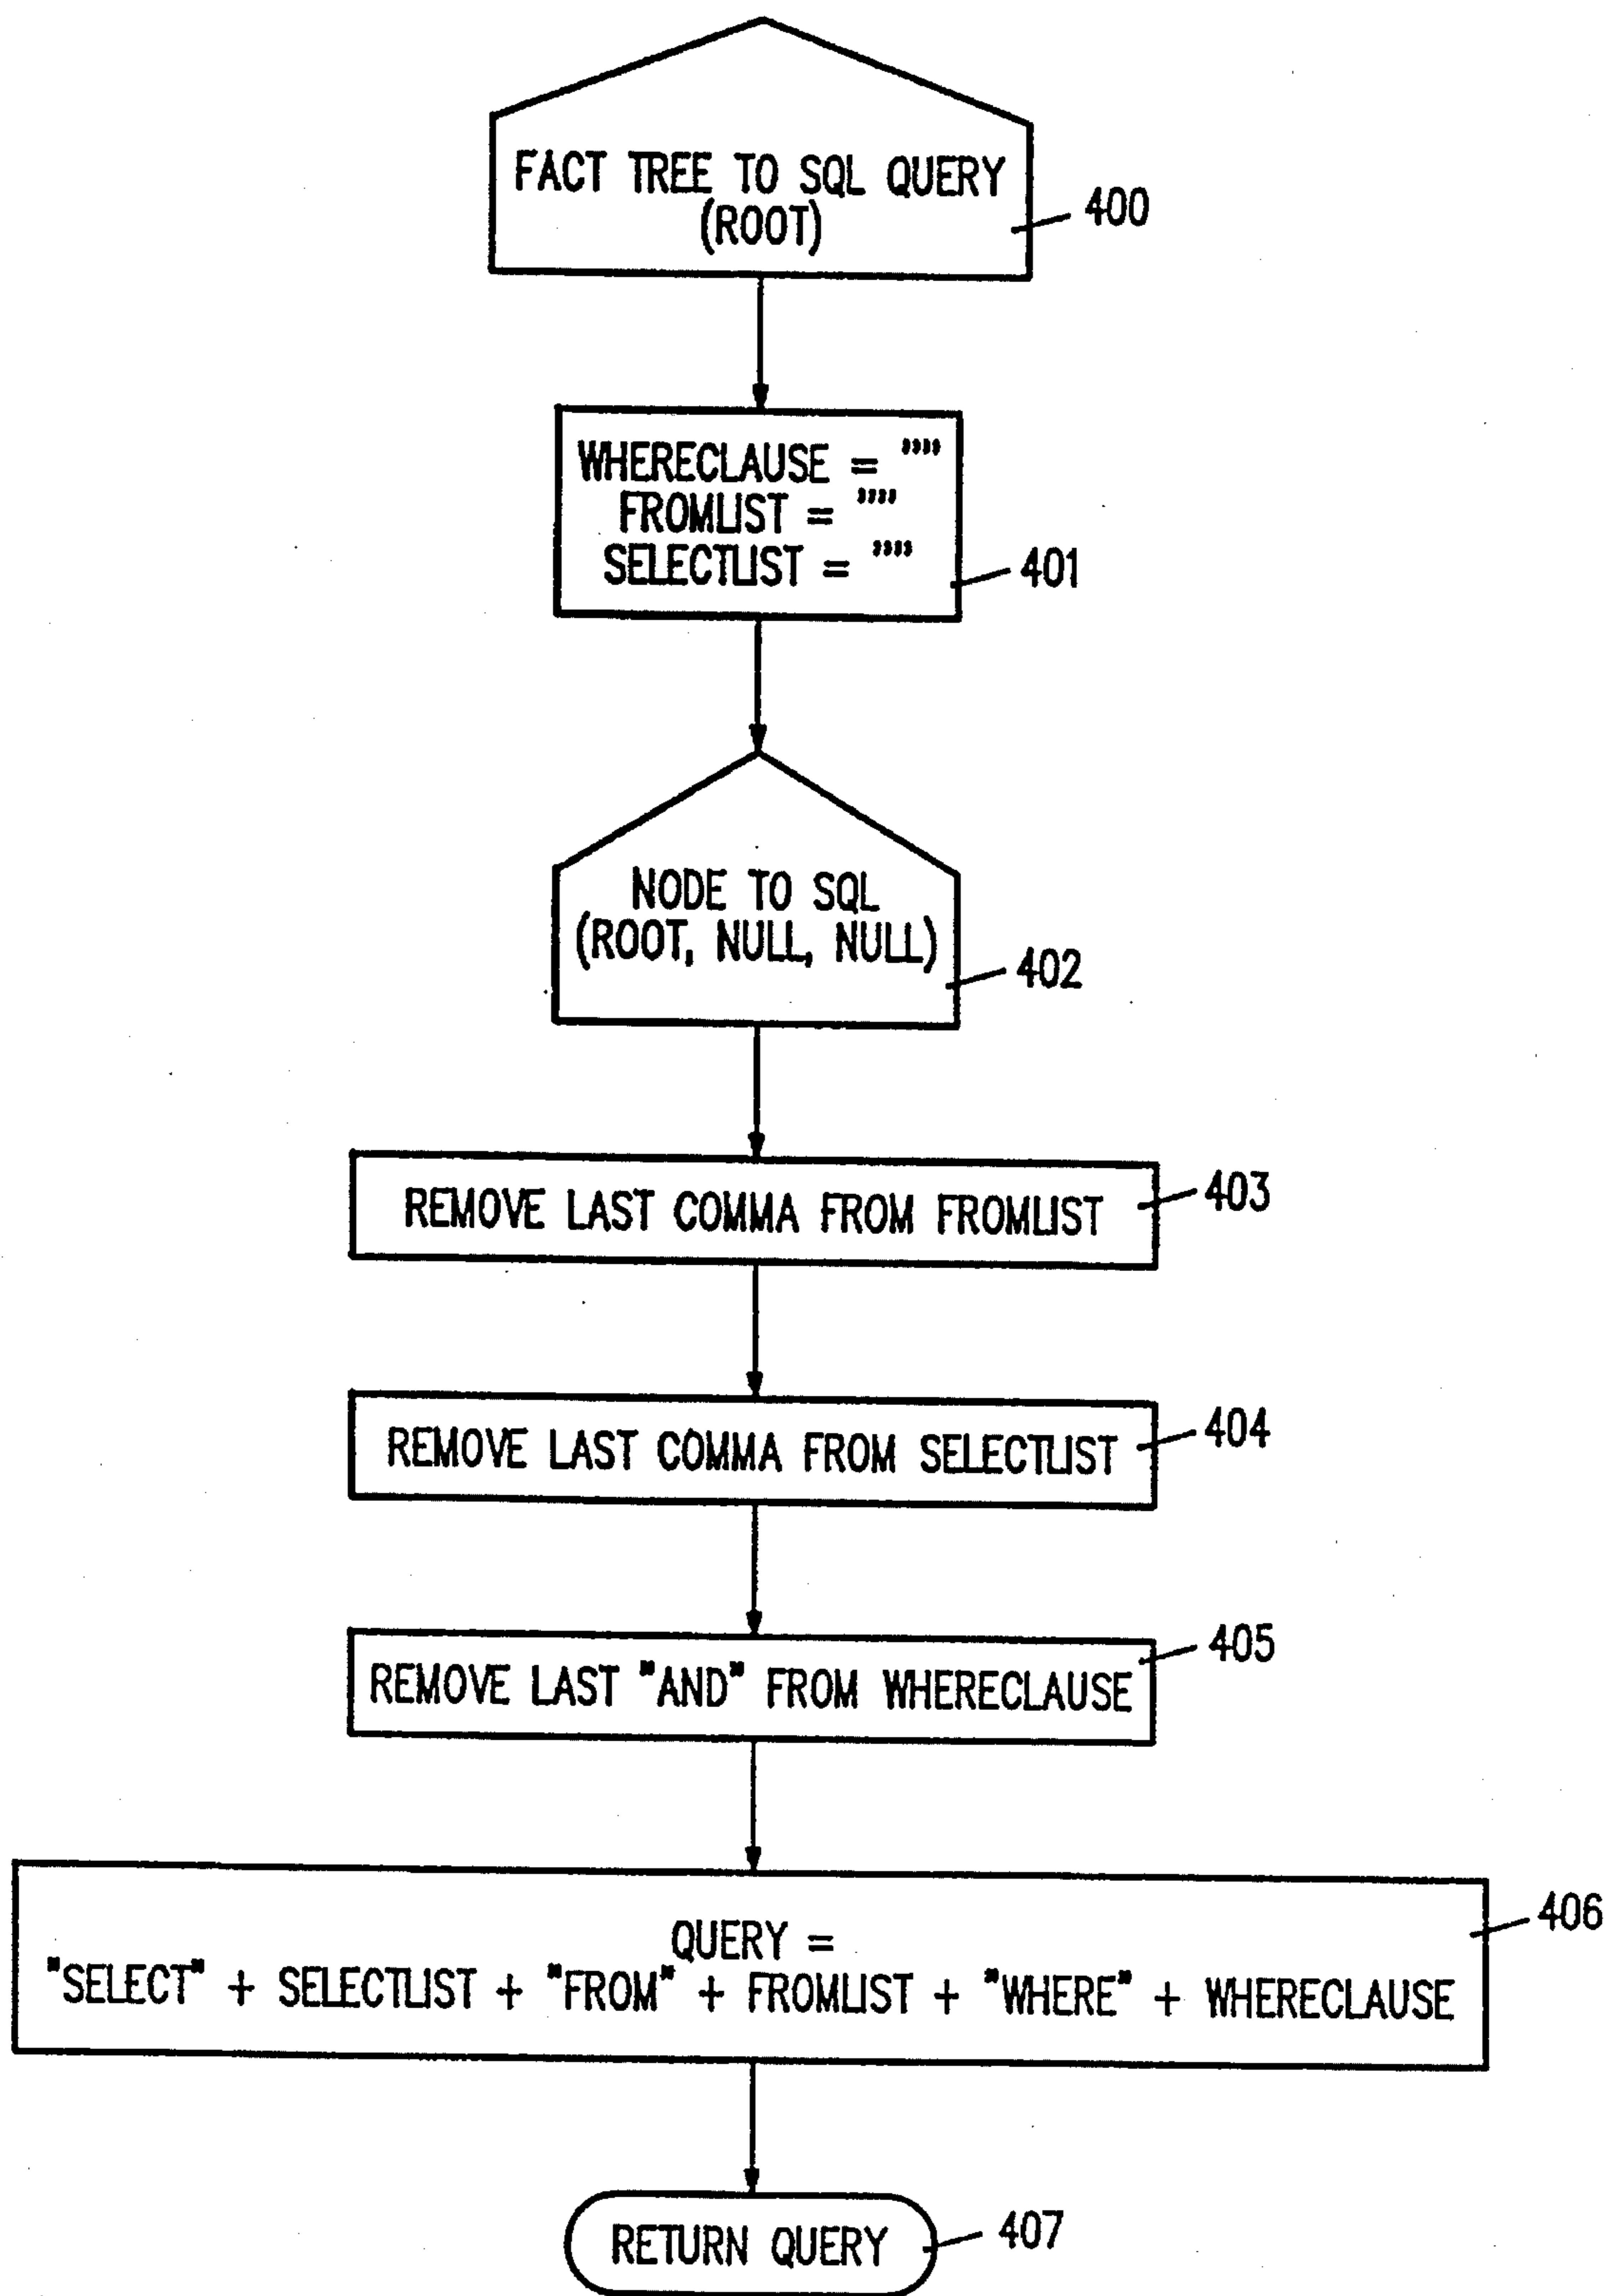 FACT TREE TO SQL QUERY
(ROOT)
400
WHERECLAUSE = ””
FROMLIST = ””
SELECTLIST = ””
401
NODE TO SQL
(ROOT, NULL, NULL)
402
REMOVE LAST COMMA FROM FROMLIST
403
REMOVE LAST COMMA FROM SELECTLIST
404
REMOVE LAST "AND" FROM WHERECLAUSE
405
QUERY =
"SELECT" + SELECTLIST + "FROM" + FROMLIST + "WHERE" + WHERECLAUSE
406
RETURN QUERY
407